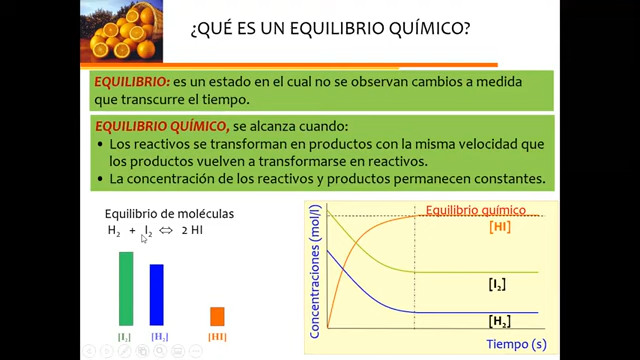 ¿QUÉ ES UN EQUILIBRIO QUÍMICO?
EQUILIBRIO: es un estado en el cual no se observan cambios a medida
que transcurre el tiempo.
EQUILIBRIO QUÍMICO, se alcanza cuando:
• Los reactivos se transforman en productos con la misma velocidad que
los productos vuelven a transformarse en reactivos.
• La concentración de los reactivos y productos permanecen constantes.
Equilibrio de moléculas
H₂ + I₂ ⇔ 2 HI
[I₂] [H₂] [HI]
Concentraciones (mol/l)
Equilibrio químico
[HI]
[I₂]
[H₂]
Tiempo (s)